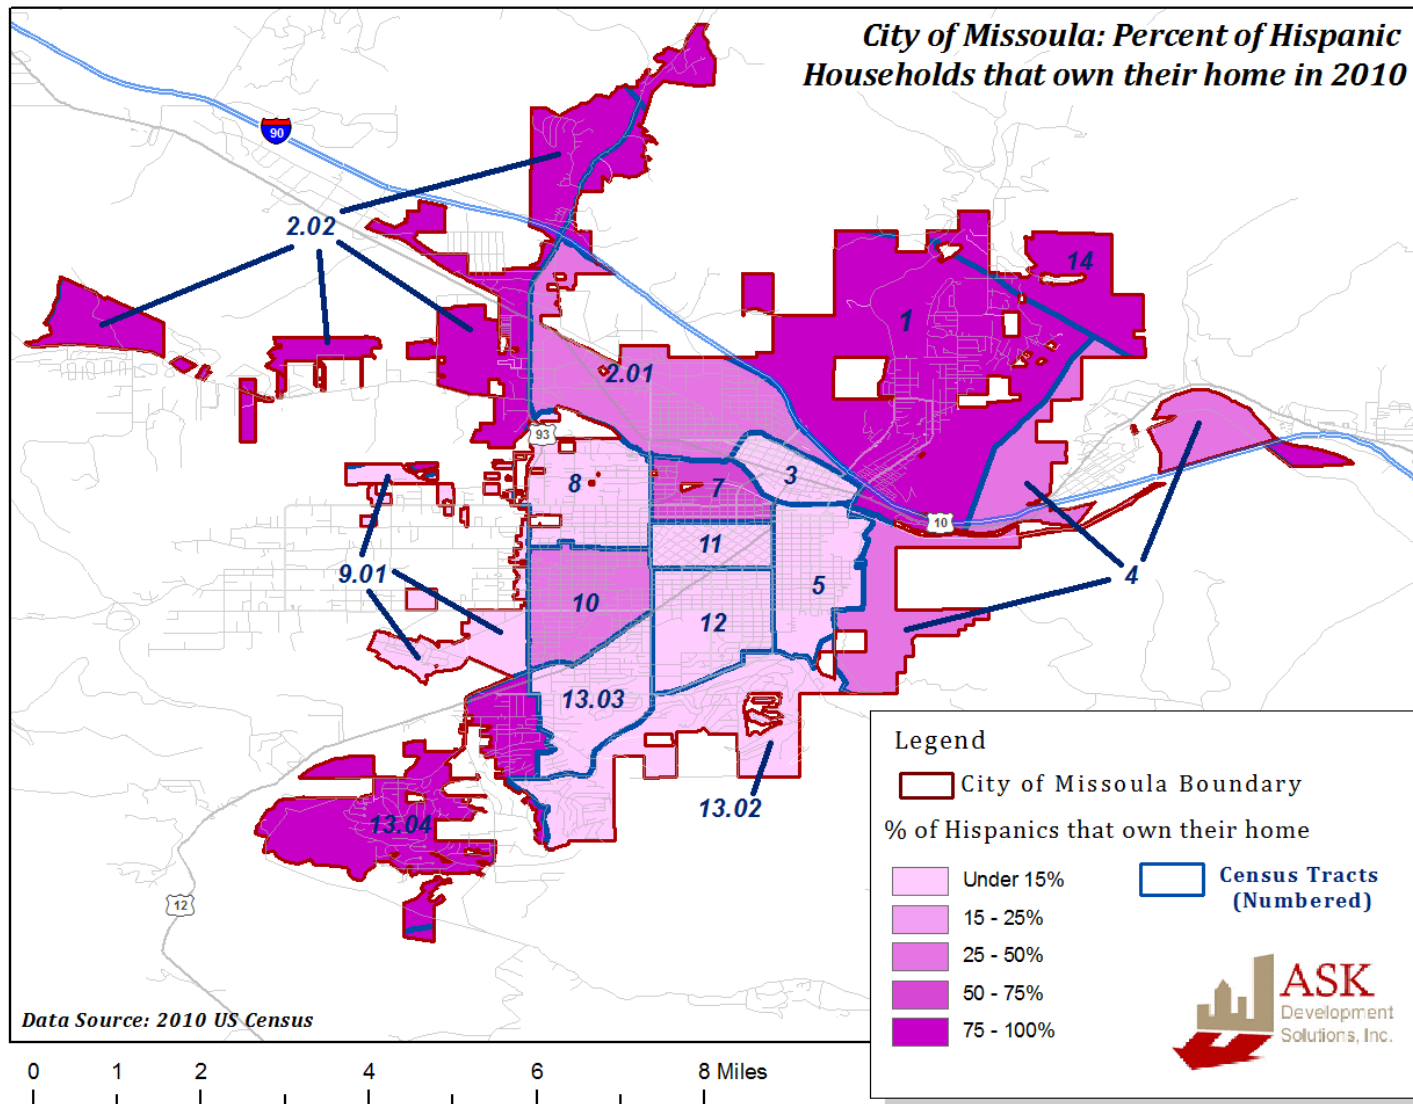 City of Missoula: Percent of Hispanic
Households that own their home in 2010
90
2.02
14
1
2.01
93
3
8
7
10
11
9.01
4
5
10
12
13.03
13.02
13.04
12
Legend
City of Missoula Boundary
% of Hispanics that own their home
Under 15%
15 - 25%
25 - 50%
50 - 75%
75 - 100%
Census Tracts
(Numbered)
ASK
Development
Solutions, Inc.
Data Source: 2010 US Census
0 1 2 4 6 8 Miles